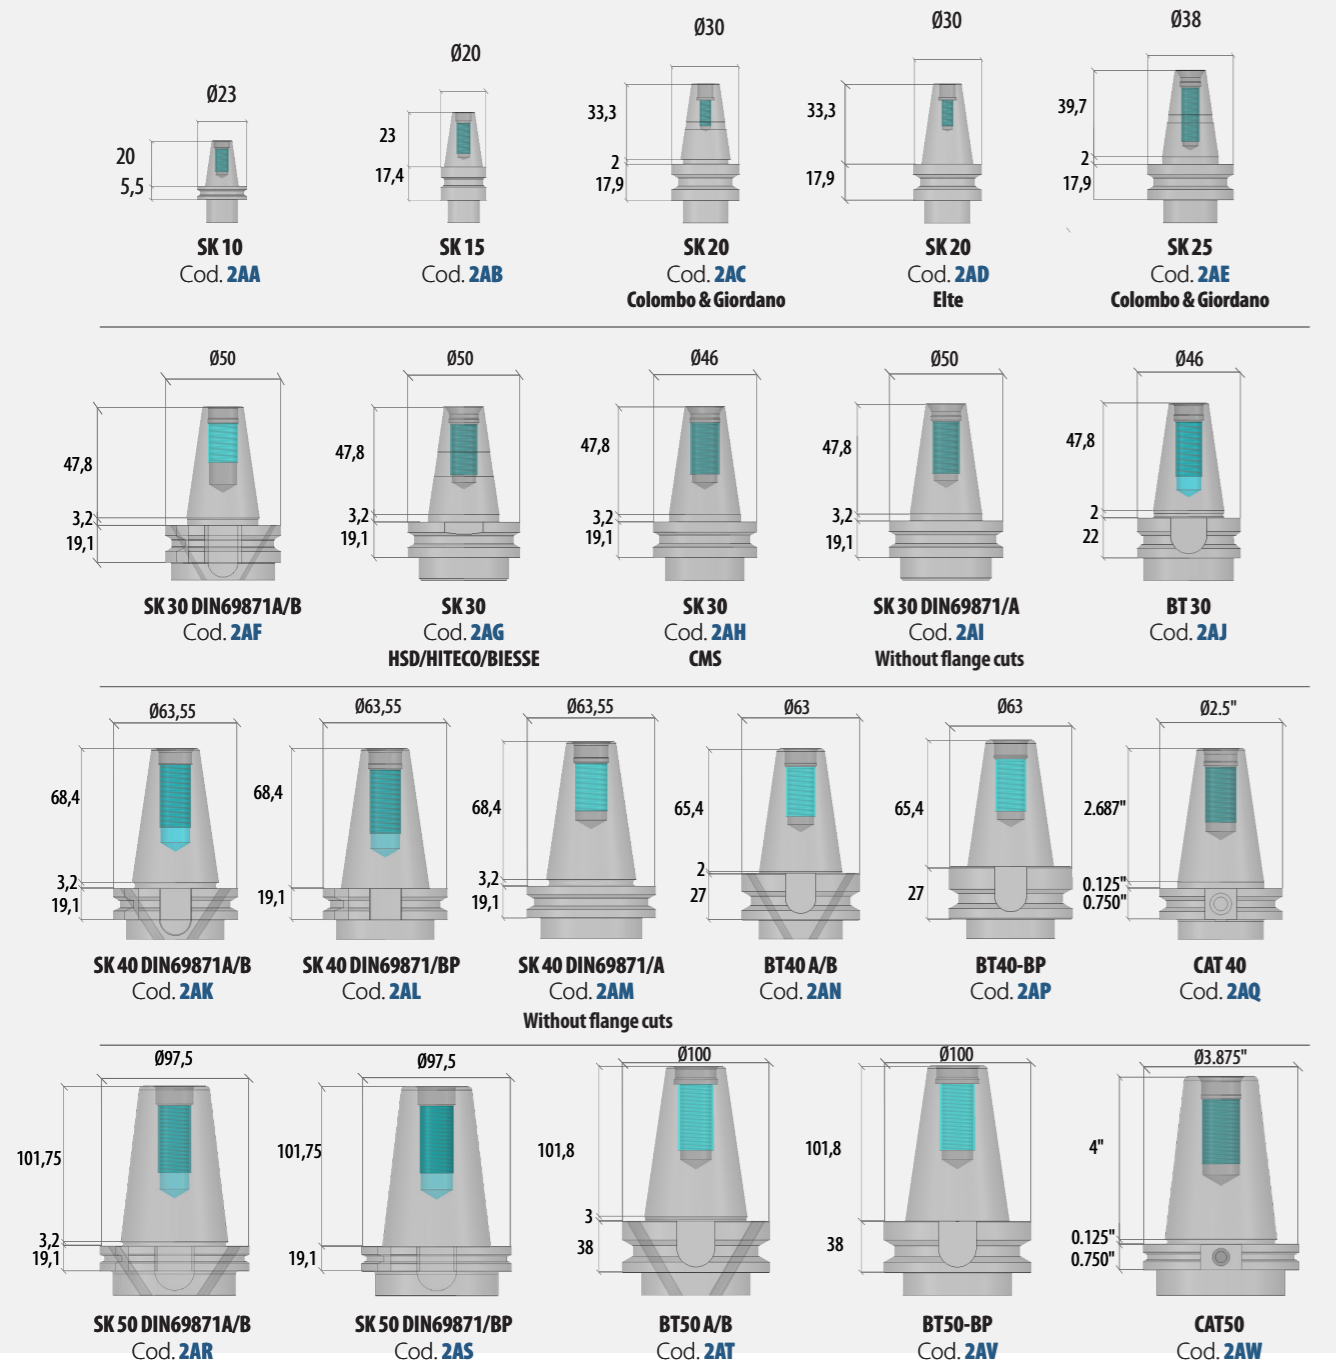 Ø23
20
5,5
SK 10
Cod. 2AA
Ø20
23
17,4
SK 15
Cod. 2AB
Ø30
33,3
2
17,9
SK 20
Cod. 2AC
Colombo & Giordano
Ø30
33,3
17,9
SK 20
Cod. 2AD
Elte
Ø38
39,7
2
17,9
SK 25
Cod. 2AE
Colombo & Giordano
Ø50
47,8
3,2
19,1
SK 30 DIN69871A/B
Cod. 2AF
Ø50
47,8
3,2
19,1
SK 30
Cod. 2AG
HSD/HITECO/BIESSE
Ø46
47,8
3,2
19,1
SK 30
Cod. 2AH
CMS
Ø50
47,8
3,2
19,1
SK 30 DIN69871/A
Cod. 2AI
Without flange cuts
Ø46
47,8
2
22
BT 30
Cod. 2AJ
Ø63,55
68,4
3,2
19,1
SK 40 DIN69871A/B
Cod. 2AK
Ø63,55
68,4
19,1
SK 40 DIN69871/BP
Cod. 2AL
Ø63,55
68,4
3,2
19,1
SK 40 DIN69871/A
Cod. 2AM
Without flange cuts
Ø63
65,4
2
27
BT40 A/B
Cod. 2AN
Ø63
65,4
27
BT40-BP
Cod. 2AP
Ø2.5"
2.687"
0.125"
0.750"
CAT 40
Cod. 2AQ
Ø97,5
101,75
3,2
19,1
SK 50 DIN69871A/B
Cod. 2AR
Ø97,5
101,75
19,1
SK 50 DIN69871/BP
Cod. 2AS
Ø100
101,8
3
38
BT50 A/B
Cod. 2AT
Ø100
101,8
38
BT50-BP
Cod. 2AV
Ø3.875"
4"
0.125"
0.750"
CAT50
Cod. 2AW